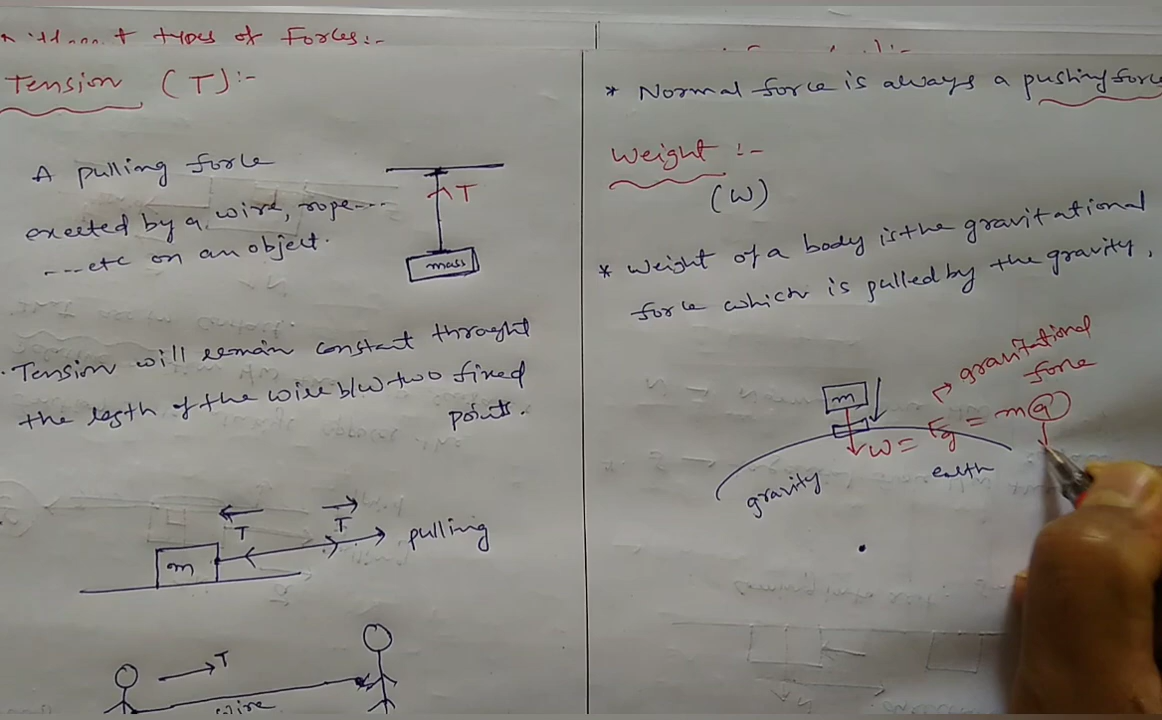 types of Forces:-
Tension (T):-
A pulling force
exerted by a wire, rope---
---etc on an object.
T
mass
Tension will remain constant throught
the legth of the wire b/w two fixed
points.
T
T
pulling
m
T
wire
* Normal force is always a pushing force
Weight :-
(W)
* Weight of a body is the gravitational
force which is pulled by the gravity,
gravitational
force
m
W = Fg = mg
gravity
earth